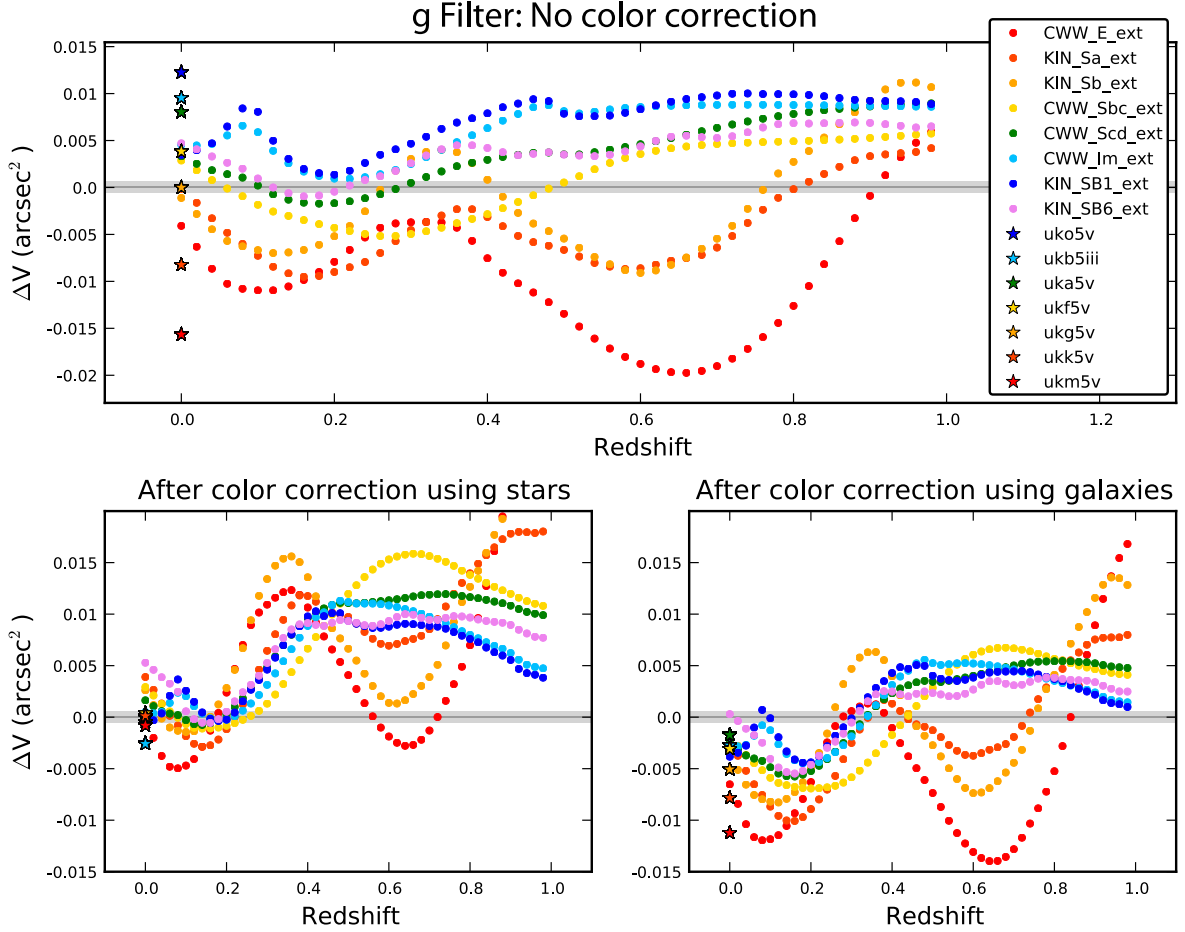 g Filter: No color correction
0.015
0.010
0.005
0.0
-0.005
-0.010
-0.015
-0.02
ΔV (arcsec²)
0.0 0.2 0.4 0.6 0.8 1.0 1.2
Redshift
CWW_E_ext
KIN_Sa_ext
KIN_Sb_ext
CWW_Sbc_ext
CWW_Scd_ext
CWW_Im_ext
KIN_SB1_ext
KIN_SB6_ext
uko5v
ukb5iii
uka5v
ukf5v
ukg5v
ukk5v
ukm5v
After color correction using stars
0.015
0.01
0.005
0.0
-0.005
-0.01
-0.015
ΔV (arcsec²)
0.0 0.2 0.4 0.6 0.8 1.0
Redshift
After color correction using galaxies
0.015
0.01
0.005
0.0
-0.005
-0.01
-0.015
0.0 0.2 0.4 0.6 0.8 1.0
Redshift